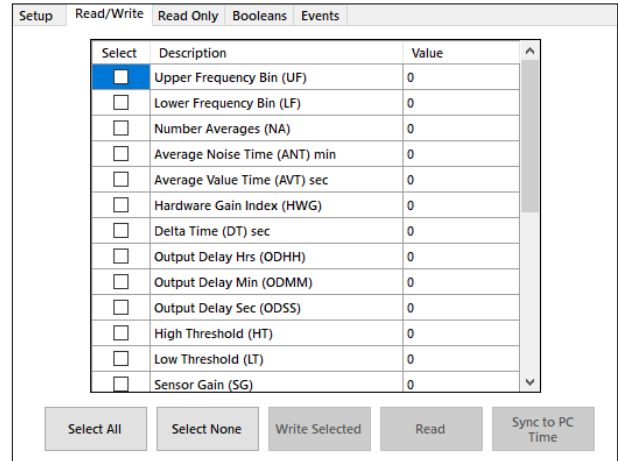 Setup Read/Write Read Only Booleans Events
Select Description Value
Upper Frequency Bin (UF) 0
Lower Frequency Bin (LF) 0
Number Averages (NA) 0
Average Noise Time (ANT) min 0
Average Value Time (AVT) sec 0
Hardware Gain Index (HWG) 0
Delta Time (DT) sec 0
Output Delay Hrs (ODHH) 0
Output Delay Min (ODMM) 0
Output Delay Sec (ODSS) 0
High Threshold (HT) 0
Low Threshold (LT) 0
Sensor Gain (SG) 0
Select All Select None Write Selected Read Sync to PC
Time